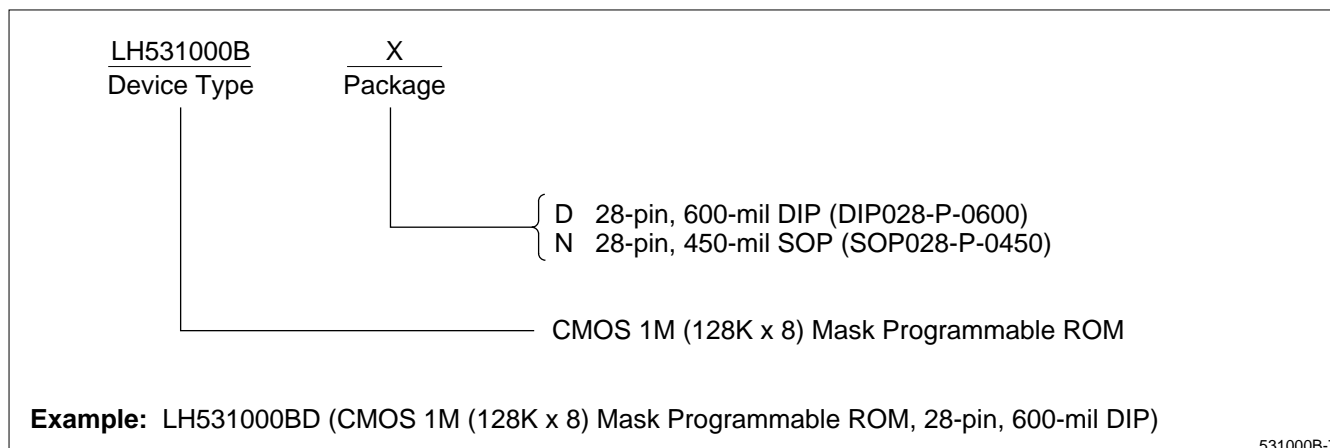 LH531000B X
Device Type Package
D 28-pin, 600-mil DIP (DIP028-P-0600)
N 28-pin, 450-mil SOP (SOP028-P-0450)
CMOS 1M (128K x 8) Mask Programmable ROM
Example: LH531000BD (CMOS 1M (128K x 8) Mask Programmable ROM, 28-pin, 600-mil DIP)